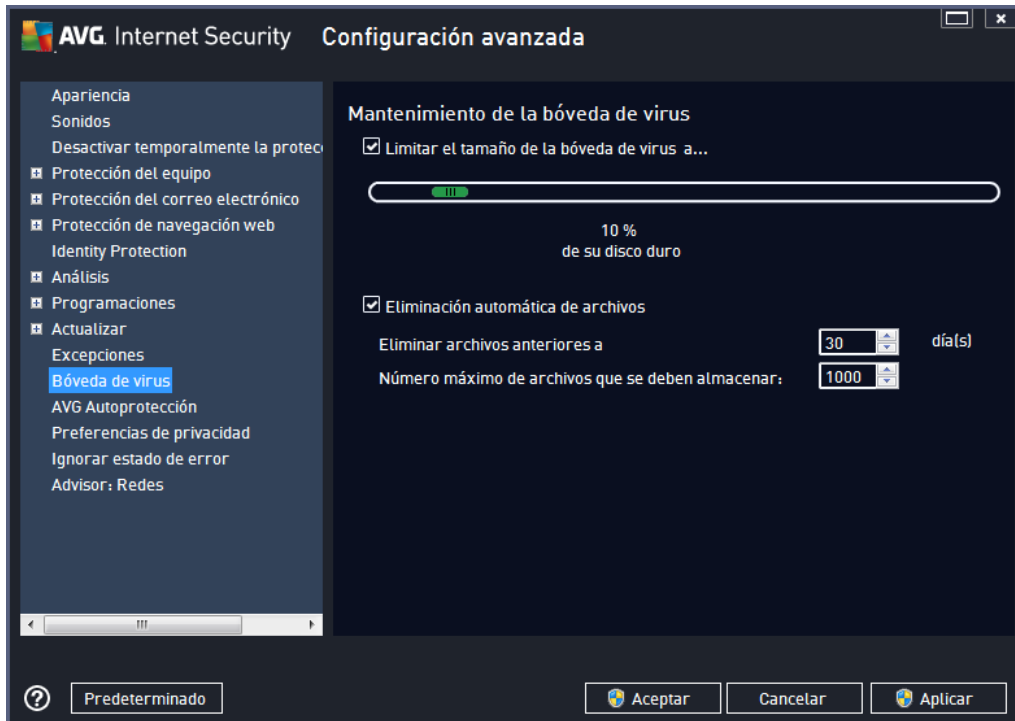 AVG. Internet Security Configuración avanzada
Apariencia
Sonidos
Desactivar temporalmente la protec
Protección del equipo
Protección del correo electrónico
Protección de navegación web
Identity Protection
Análisis
Programaciones
Actualizar
Excepciones
Bóveda de virus
AVG Autoprotección
Preferencias de privacidad
Ignorar estado de error
Advisor: Redes
Mantenimiento de la bóveda de virus
Limitar el tamaño de la bóveda de virus a...
10 %
de su disco duro
Eliminación automática de archivos
Eliminar archivos anteriores a 30 día(s)
Número máximo de archivos que se deben almacenar: 1000
? Predeterminado Aceptar Cancelar Aplicar